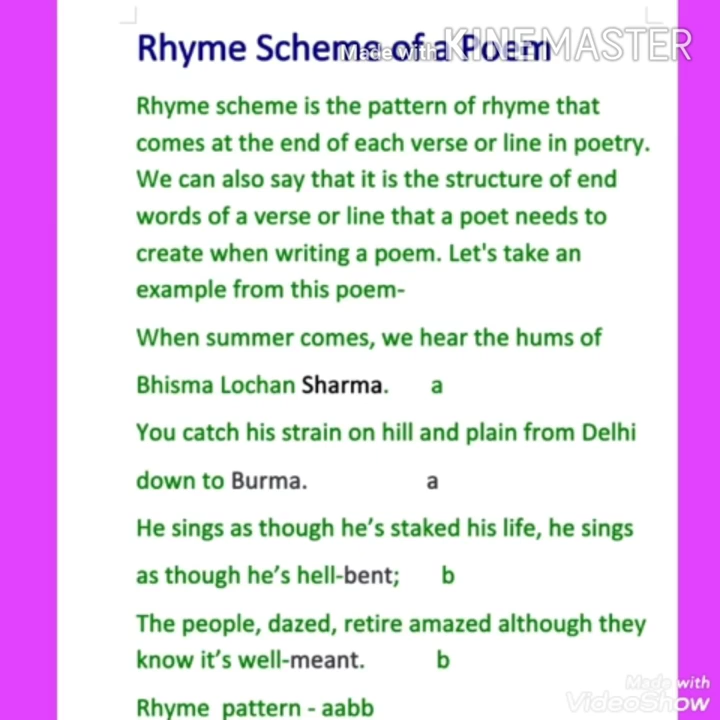 Rhyme Scheme of a Poem
Made with KINEMASTER
Rhyme scheme is the pattern of rhyme that
comes at the end of each verse or line in poetry.
We can also say that it is the structure of end
words of a verse or line that a poet needs to
create when writing a poem. Let's take an
example from this poem-
When summer comes, we hear the hums of
Bhisma Lochan Sharma. a
You catch his strain on hill and plain from Delhi
down to Burma. a
He sings as though he’s staked his life, he sings
as though he’s hell-bent; b
The people, dazed, retire amazed although they
know it’s well-meant. b
Rhyme pattern - aabb
Made with
VideoShow